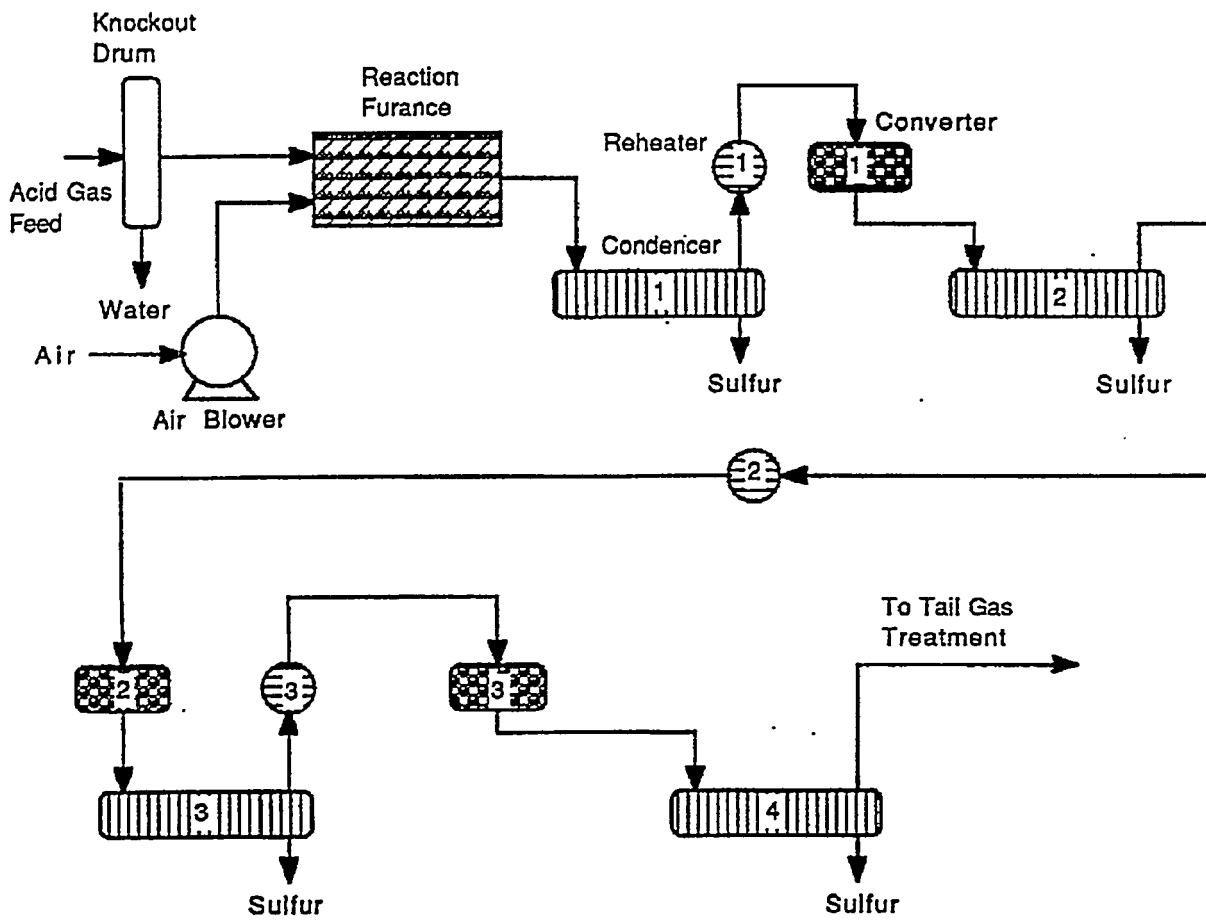 Knockout
Drum
Reaction
Furance
Acid Gas
Feed
Water
Air
Air Blower
Condencer
1
Sulfur
Reheater
1
Converter
1
2
Sulfur
2
2
3
Sulfur
3
3
4
Sulfur
To Tail Gas
Treatment